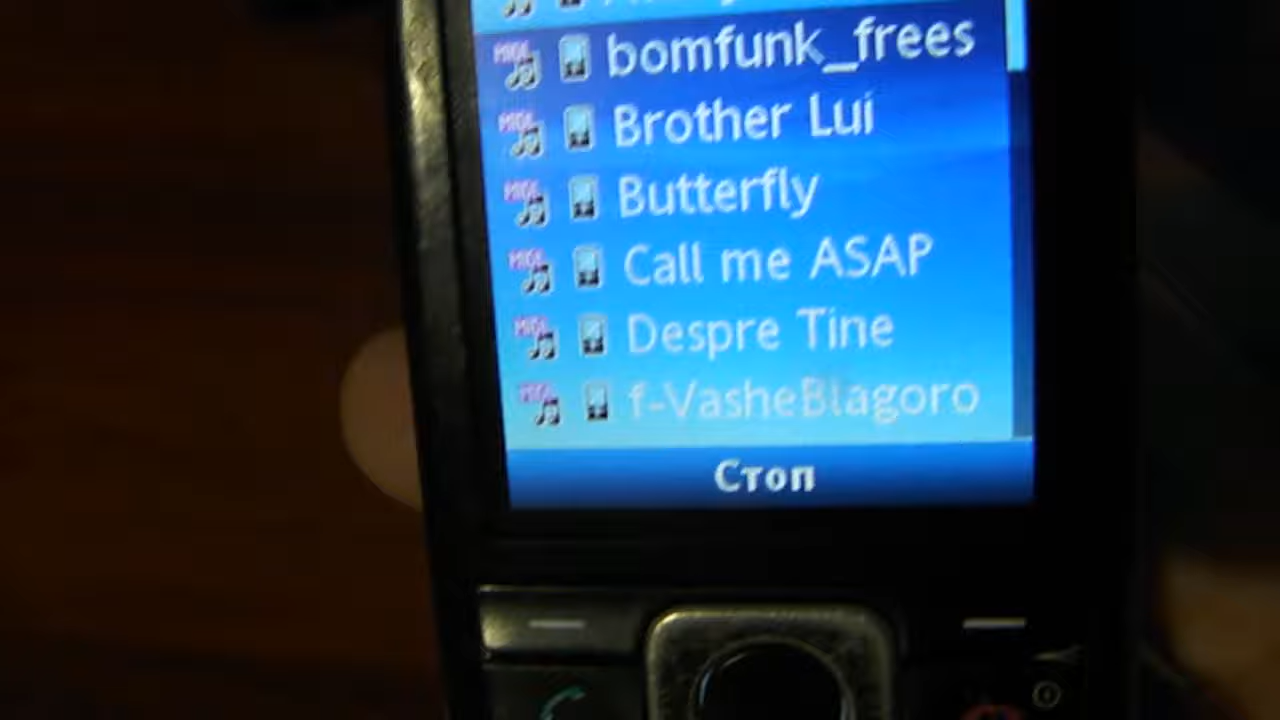 bomfunk_frees
Brother Lui
Butterfly
Call me ASAP
Despre Tine
f-VasheBlagoro
Стоп